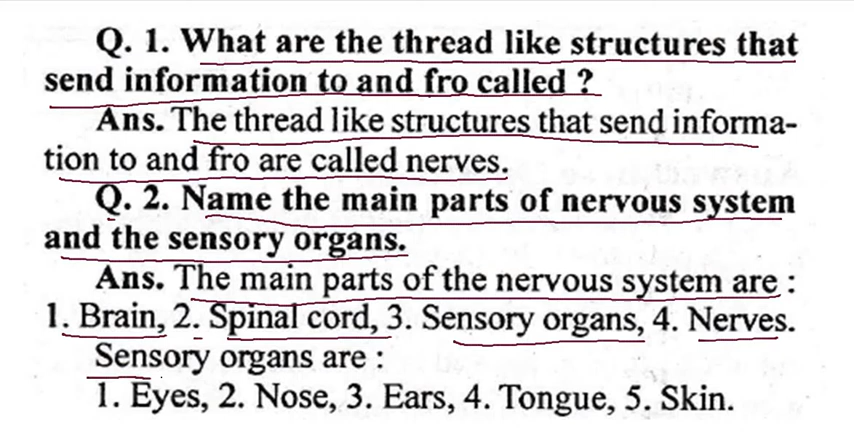 Q. 1. What are the thread like structures that
send information to and fro called ?
Ans. The thread like structures that send informa-
tion to and fro are called nerves.
Q. 2. Name the main parts of nervous system
and the sensory organs.
Ans. The main parts of the nervous system are :
1. Brain, 2. Spinal cord, 3. Sensory organs, 4. Nerves.
Sensory organs are :
1. Eyes, 2. Nose, 3. Ears, 4. Tongue, 5. Skin.